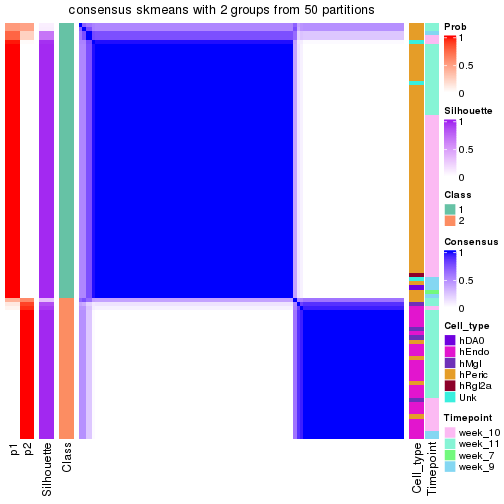 consensus skmeans with 2 groups from 50 partitions
Prob
1
0.5
0
Silhouette
1
0.5
0
Class
1
2
Consensus
1
0.5
0
Cell_type
hDA0
hEndo
hMgl
hPeric
hRgl2a
Unk
Timepoint
week_10
week_11
week_7
week_9
p1
p2
Silhouette
Class
Cell_type
Timepoint